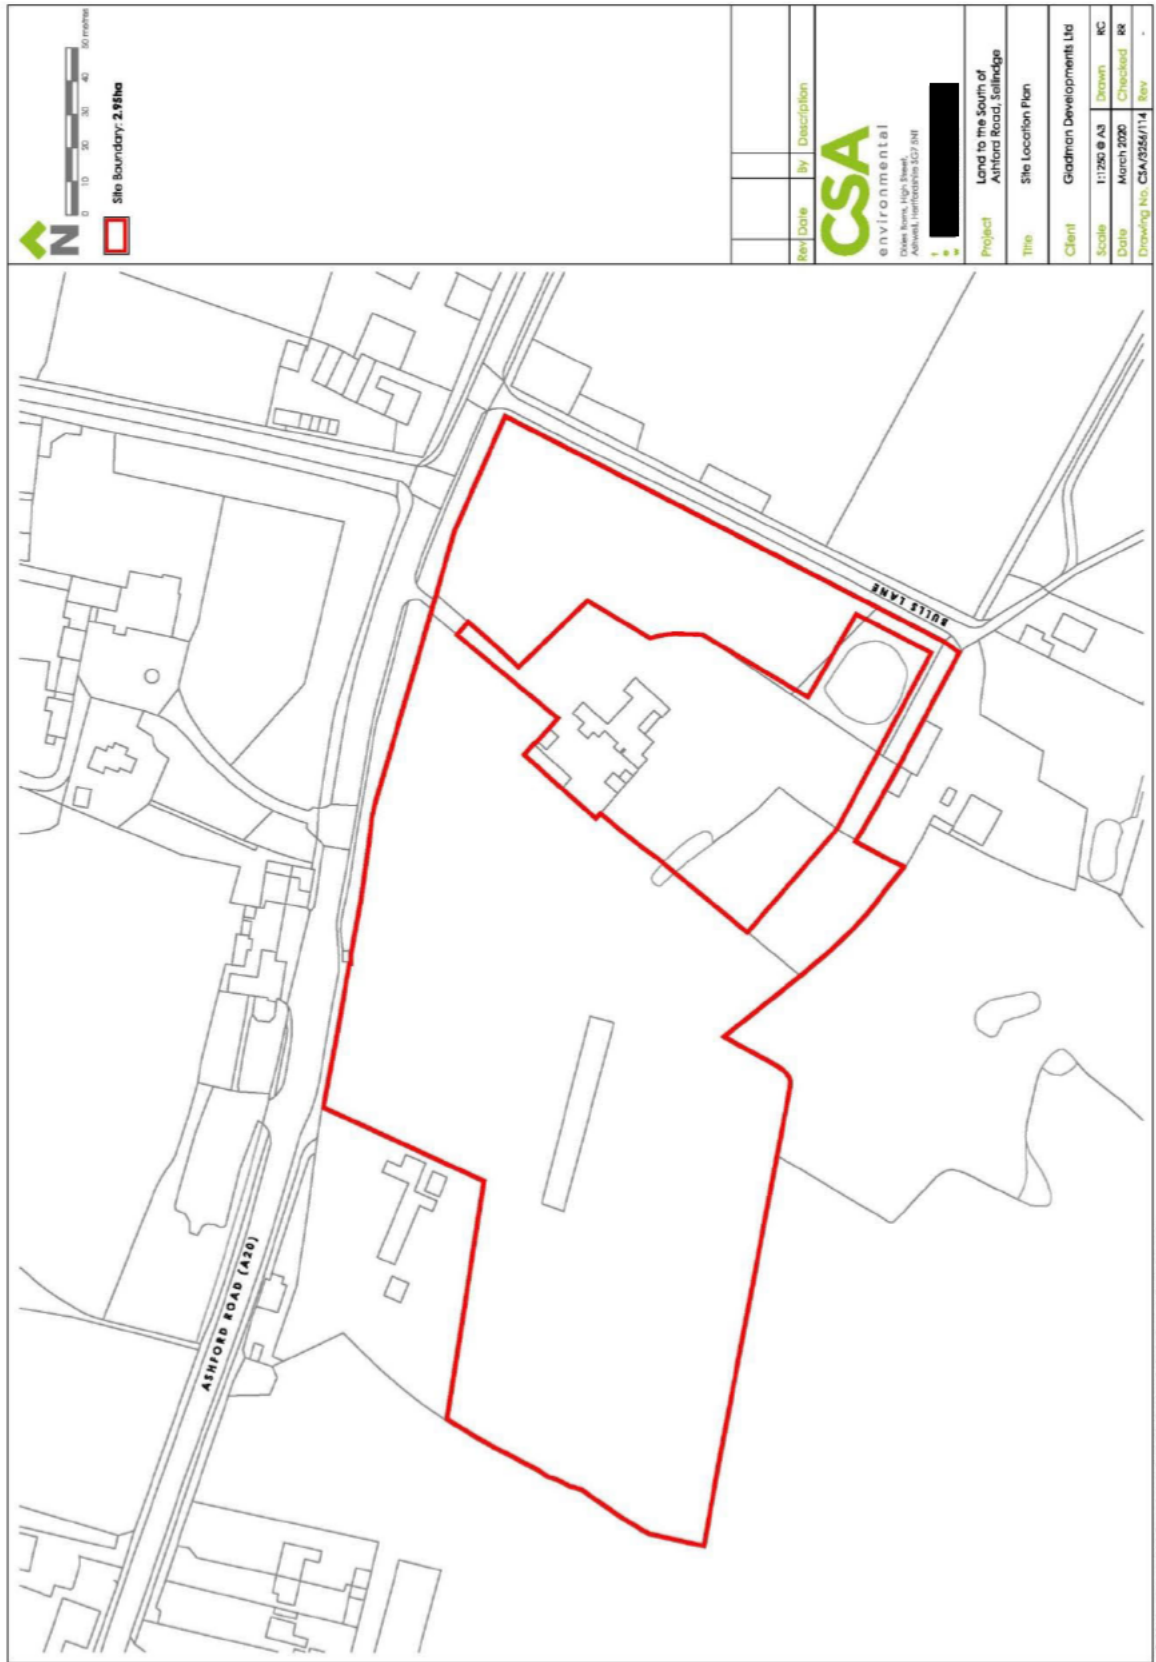 N
0 10 20 30 40 50 metres
Site Boundary: 2.95ha
ASHFORD ROAD (A20)
BULLS LANE
Rev Date By Description
CSA
environmental
Dixies Barns, High Street,
Ashwell, Hertfordshire SG7 5NT
t
e
w
Project Land to the South of
Ashford Road, Sellindge
Title Site Location Plan
Client Gladman Developments Ltd
Scale 1:1250 @ A3 Drawn RC
Date March 2020 Checked RR
Drawing No. CSA/3256/114 Rev -